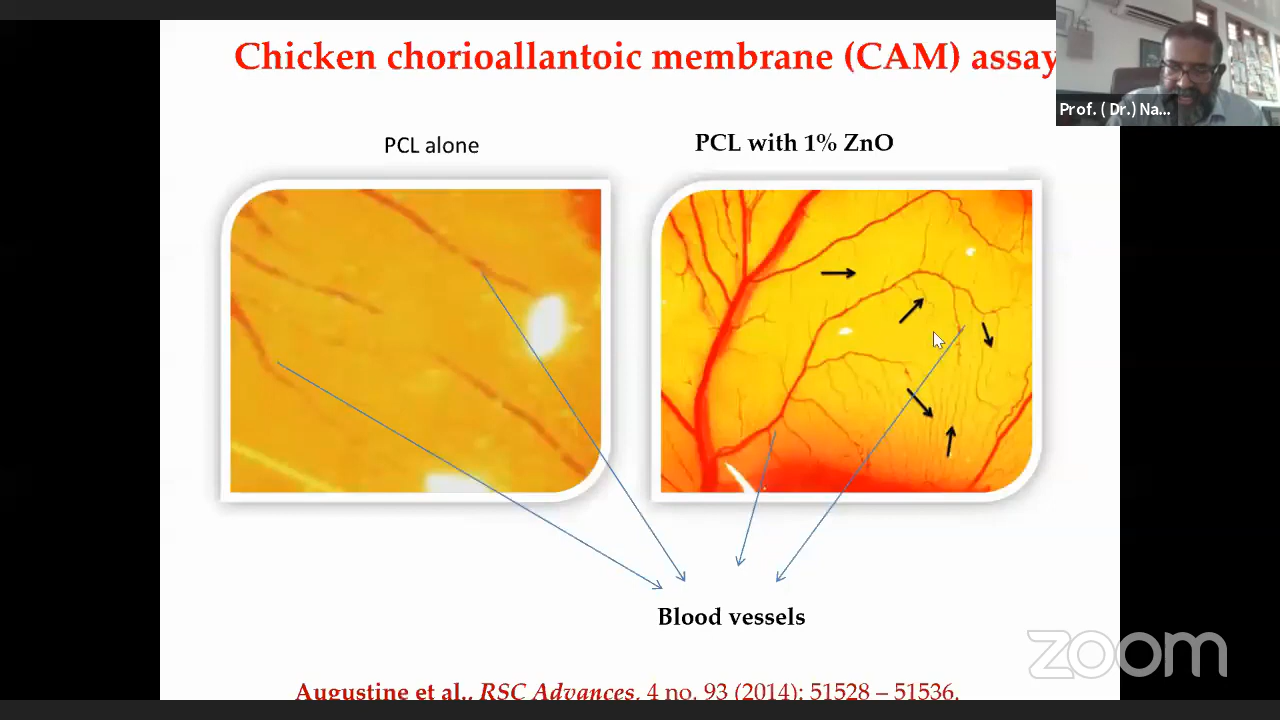 Chicken chorioallantoic membrane (CAM) assay
Prof. ( Dr.) Na...
PCL alone
PCL with 1% ZnO
Blood vessels
zoom
Augustine et al., RSC Advances, 4 no. 93 (2014): 51528 – 51536.